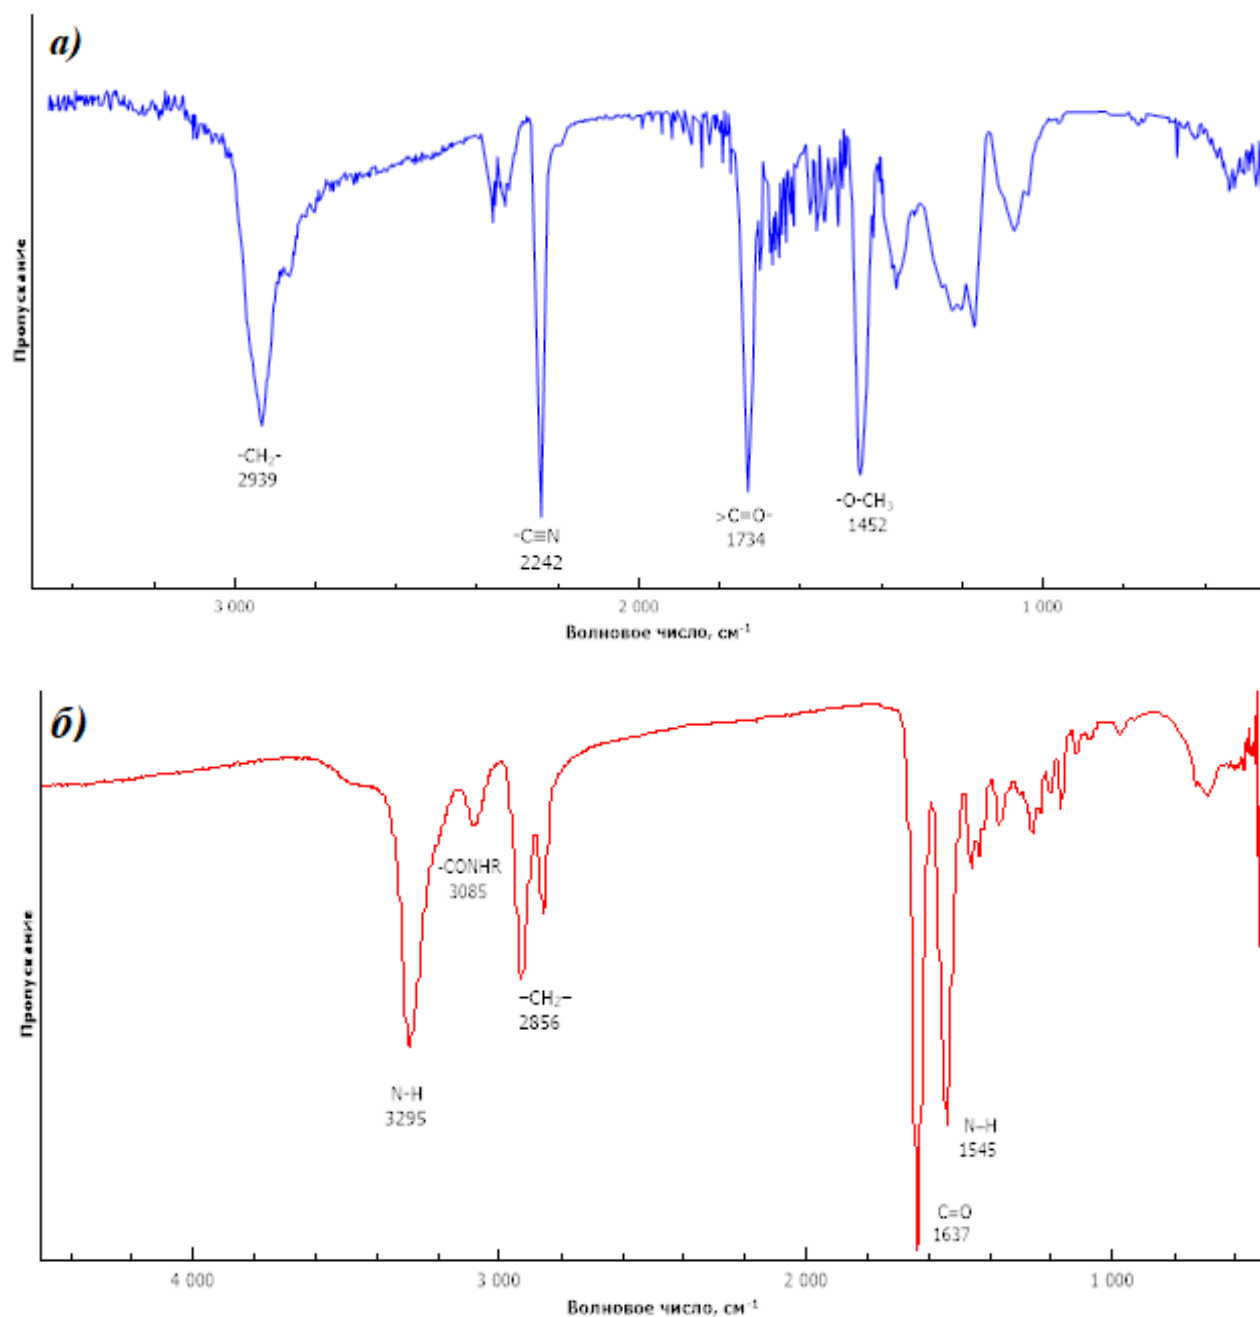 а)
Пропускание
-CH₂-
2939
-C≡N
2242
>C=O-
1734
-O-CH₃
1452
3 000
2 000
1 000
Волновое число, см⁻¹
б)
Пропускание
-CONHR
3085
–CH₂–
2856
N-H
3295
N–H
1545
C=O
1637
4 000
3 000
2 000
1 000
Волновое число, см⁻¹